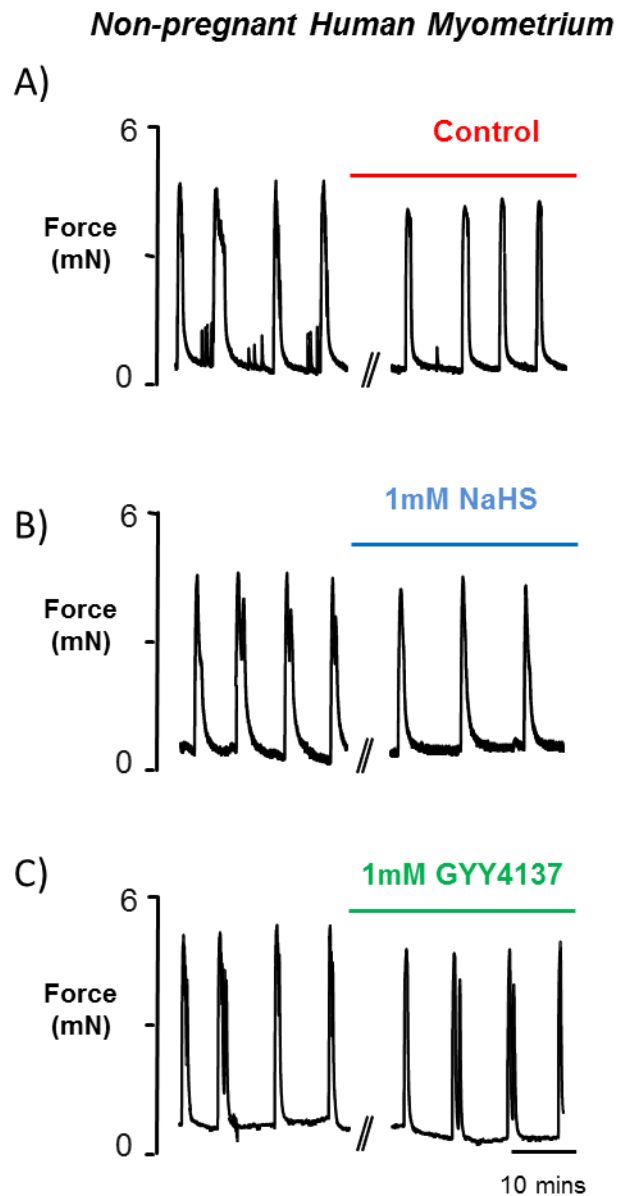 Non-pregnant Human Myometrium
A)
6
Control
Force
(mN)
0
1mM NaHS
B)
6
Force
(mN)
0
C)
1mM GYY4137
6
Force
(mN)
0
10 mins